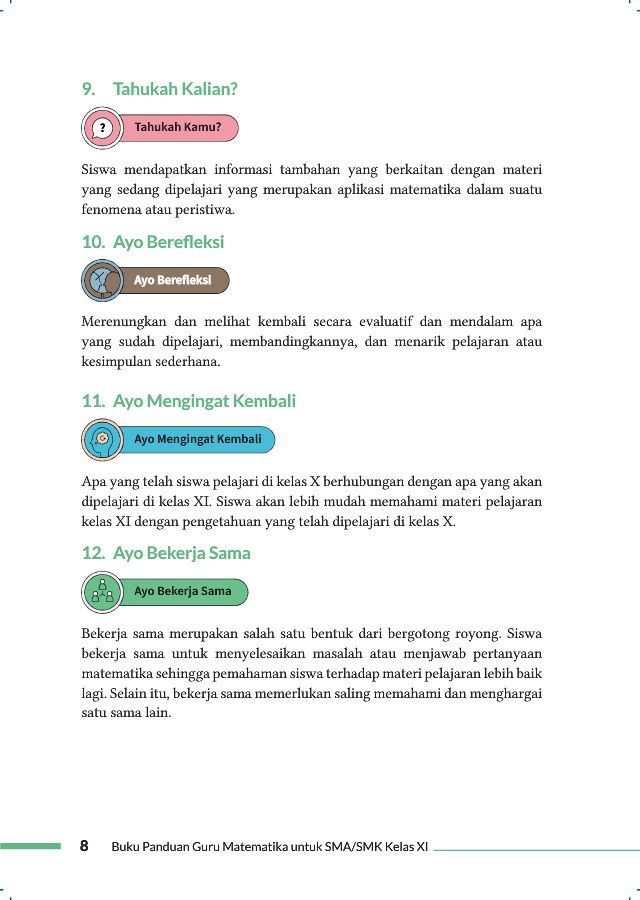 9. Tahukah Kalian?
?
Tahukah Kamu?
Siswa mendapatkan informasi tambahan yang berkaitan dengan materi
yang sedang dipelajari yang merupakan aplikasi matematika dalam suatu
fenomena atau peristiwa.
10. Ayo Berefleksi
Ayo Berefleksi
Merenungkan dan melihat kembali secara evaluatif dan mendalam apa
yang sudah dipelajari, membandingkannya, dan menarik pelajaran atau
kesimpulan sederhana.
11. Ayo Mengingat Kembali
Ayo Mengingat Kembali
Apa yang telah siswa pelajari di kelas X berhubungan dengan apa yang akan
dipelajari di kelas XI. Siswa akan lebih mudah memahami materi pelajaran
kelas XI dengan pengetahuan yang telah dipelajari di kelas X.
12. Ayo Bekerja Sama
Ayo Bekerja Sama
Bekerja sama merupakan salah satu bentuk dari bergotong royong. Siswa
bekerja sama untuk menyelesaikan masalah atau menjawab pertanyaan
matematika sehingga pemahaman siswa terhadap materi pelajaran lebih baik
lagi. Selain itu, bekerja sama memerlukan saling memahami dan menghargai
satu sama lain.
8 Buku Panduan Guru Matematika untuk SMA/SMK Kelas XI